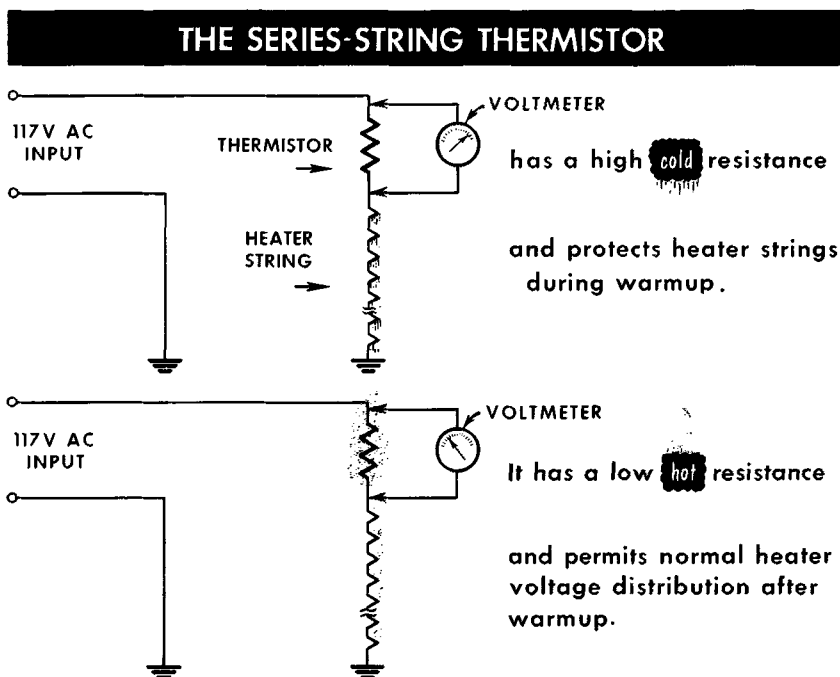 THE SERIES-STRING THERMISTOR
117V AC
INPUT
THERMISTOR
HEATER
STRING
VOLTMETER
has a high cold resistance
and protects heater strings
during warmup.
117V AC
INPUT
VOLTMETER
It has a low hot resistance
and permits normal heater
voltage distribution after
warmup.